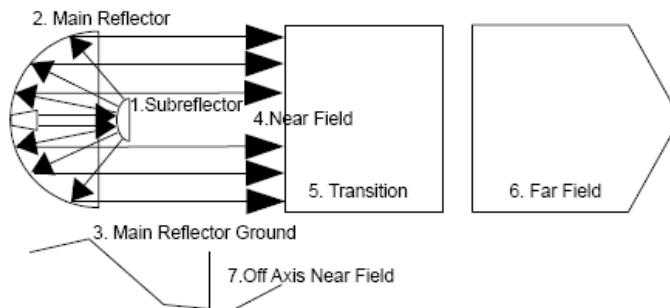 2. Main Reflector
1.Subreflector
4.Near Field
5. Transition
6. Far Field
3. Main Reflector Ground
7.Off Axis Near Field